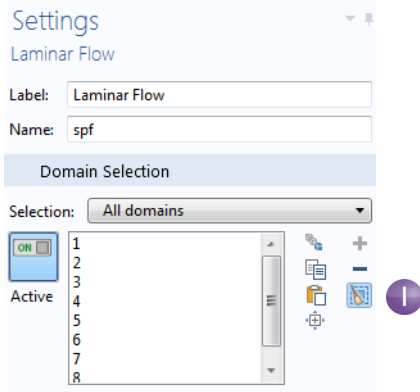 Settings
Laminar Flow
Label: Laminar Flow
Name: spf
Domain Selection
Selection: All domains
ON
Active
1
2
3
4
5
6
7
8
I